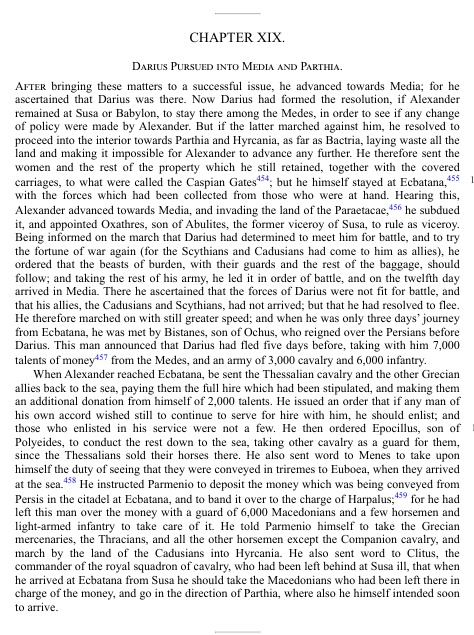 CHAPTER XIX.
DARIUS PURSUED INTO MEDIA AND PARTHIA.
AFTER bringing these matters to a successful issue, he advanced towards Media; for he
ascertained that Darius was there. Now Darius had formed the resolution, if Alexander
remained at Susa or Babylon, to stay there among the Medes, in order to see if any change
of policy were made by Alexander. But if the latter marched against him, he resolved to
proceed into the interior towards Parthia and Hyrcania, as far as Bactria, laying waste all the
land and making it impossible for Alexander to advance any further. He therefore sent the
women and the rest of the property which he still retained, together with the covered
carriages, to what were called the Caspian Gates454; but he himself stayed at Ecbatana,455
with the forces which had been collected from those who were at hand. Hearing this,
Alexander advanced towards Media, and invading the land of the Paraetacae,456 he subdued
it, and appointed Oxathres, son of Abulites, the former viceroy of Susa, to rule as viceroy.
Being informed on the march that Darius had determined to meet him for battle, and to try
the fortune of war again (for the Scythians and Cadusians had come to him as allies), he
ordered that the beasts of burden, with their guards and the rest of the baggage, should
follow; and taking the rest of his army, he led it in order of battle, and on the twelfth day
arrived in Media. There he ascertained that the forces of Darius were not fit for battle, and
that his allies, the Cadusians and Scythians, had not arrived; but that he had resolved to flee.
He therefore marched on with still greater speed; and when he was only three days' journey
from Ecbatana, he was met by Bistanes, son of Ochus, who reigned over the Persians before
Darius. This man announced that Darius had fled five days before, taking with him 7,000
talents of money457 from the Medes, and an army of 3,000 cavalry and 6,000 infantry.
When Alexander reached Ecbatana, be sent the Thessalian cavalry and the other Grecian
allies back to the sea, paying them the full hire which had been stipulated, and making them
an additional donation from himself of 2,000 talents. He issued an order that if any man of
his own accord wished still to continue to serve for hire with him, he should enlist; and
those who enlisted in his service were not a few. He then ordered Epocillus, son of
Polyeides, to conduct the rest down to the sea, taking other cavalry as a guard for them,
since the Thessalians sold their horses there. He also sent word to Menes to take upon
himself the duty of seeing that they were conveyed in triremes to Euboea, when they arrived
at the sea.458 He instructed Parmenio to deposit the money which was being conveyed from
Persis in the citadel at Ecbatana, and to band it over to the charge of Harpalus;459 for he had
left this man over the money with a guard of 6,000 Macedonians and a few horsemen and
light-armed infantry to take care of it. He told Parmenio himself to take the Grecian
mercenaries, the Thracians, and all the other horsemen except the Companion cavalry, and
march by the land of the Cadusians into Hyrcania. He also sent word to Clitus, the
commander of the royal squadron of cavalry, who had been left behind at Susa ill, that when
he arrived at Ecbatana from Susa he should take the Macedonians who had been left there in
charge of the money, and go in the direction of Parthia, where also he himself intended soon
to arrive.